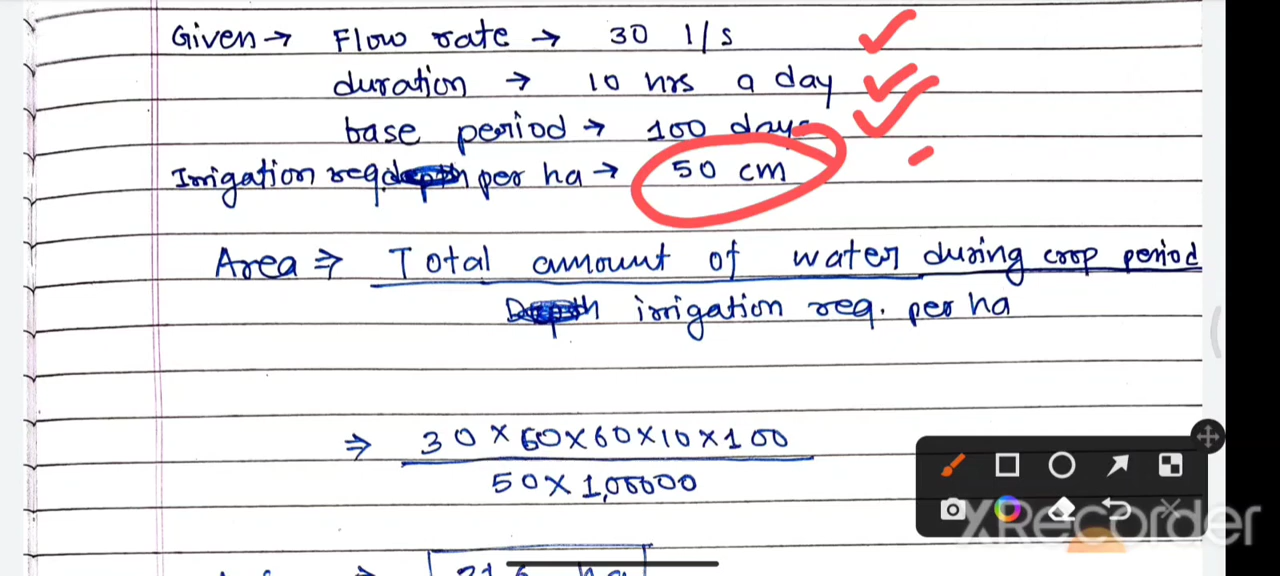 Given → Flow rate → 30 l/s
duration → 10 hrs a day
base period → 100 days
Irrigation req. per ha → 50 cm
Area ⇒ Total amount of water during crop period
irrigation req. per ha
⇒ 30×60×60×10×100
50×1,00000
ha
XRecorder